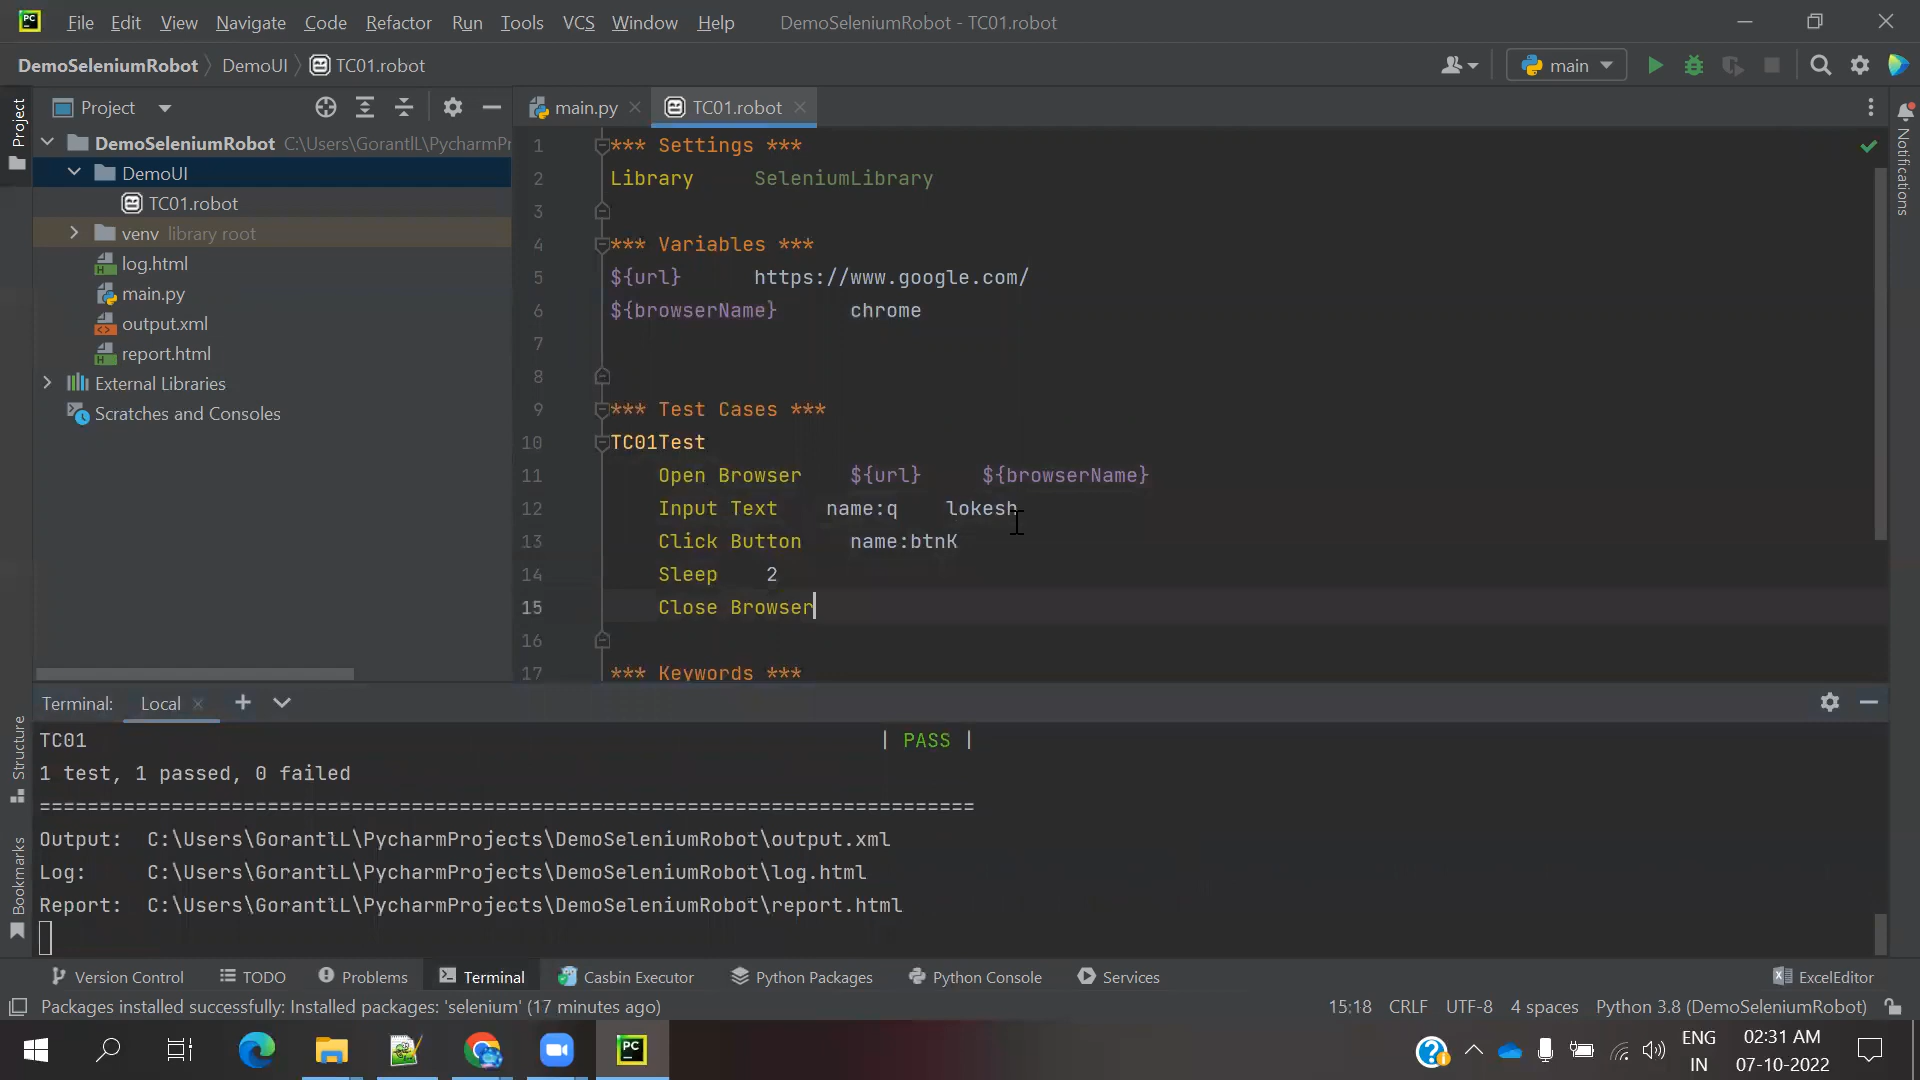 PC File Edit View Navigate Code Refactor Run Tools VCS Window Help DemoSeleniumRobot - TC01.robot
DemoSeleniumRobot DemoUI TC01.robot main
Project main.py TC01.robot
Project
DemoSeleniumRobot C:\Users\GorantlL\PycharmPr
DemoUI
TC01.robot
venv library root
log.html
main.py
output.xml
report.html
External Libraries
Scratches and Consoles
1 *** Settings ***
2 Library SeleniumLibrary
3
4 *** Variables ***
5 ${url} https://www.google.com/
6 ${browserName} chrome
7
8
9 *** Test Cases ***
10 TC01Test
11 Open Browser ${url} ${browserName}
12 Input Text name:q lokesh
13 Click Button name:btnK
14 Sleep 2
15 Close Browser
16
17 *** Keywords ***
Notifications
Structure
Bookmarks
Terminal: Local
TC01 | PASS |
1 test, 1 passed, 0 failed
==============================================================================
Output: C:\Users\GorantlL\PycharmProjects\DemoSeleniumRobot\output.xml
Log: C:\Users\GorantlL\PycharmProjects\DemoSeleniumRobot\log.html
Report: C:\Users\GorantlL\PycharmProjects\DemoSeleniumRobot\report.html
Version Control TODO Problems Terminal Casbin Executor Python Packages Python Console Services ExcelEditor
Packages installed successfully: Installed packages: 'selenium' (17 minutes ago) 15:18 CRLF UTF-8 4 spaces Python 3.8 (DemoSeleniumRobot)
PC
ENG 02:31 AM
IN 07-10-2022